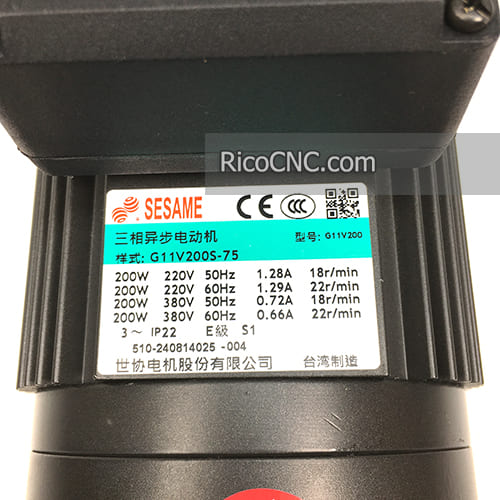 RicoCNC.com
SESAME CE CCC
三相异步电动机 型号: G11V200
样式: G11V200S-75
200W 220V 50Hz 1.28A 18r/min
200W 220V 60Hz 1.29A 22r/min
200W 380V 50Hz 0.72A 18r/min
200W 380V 60Hz 0.66A 22r/min
3～ IP22 E級 S1
510-240814025 -004
世协电机股份有限公司 台湾制造